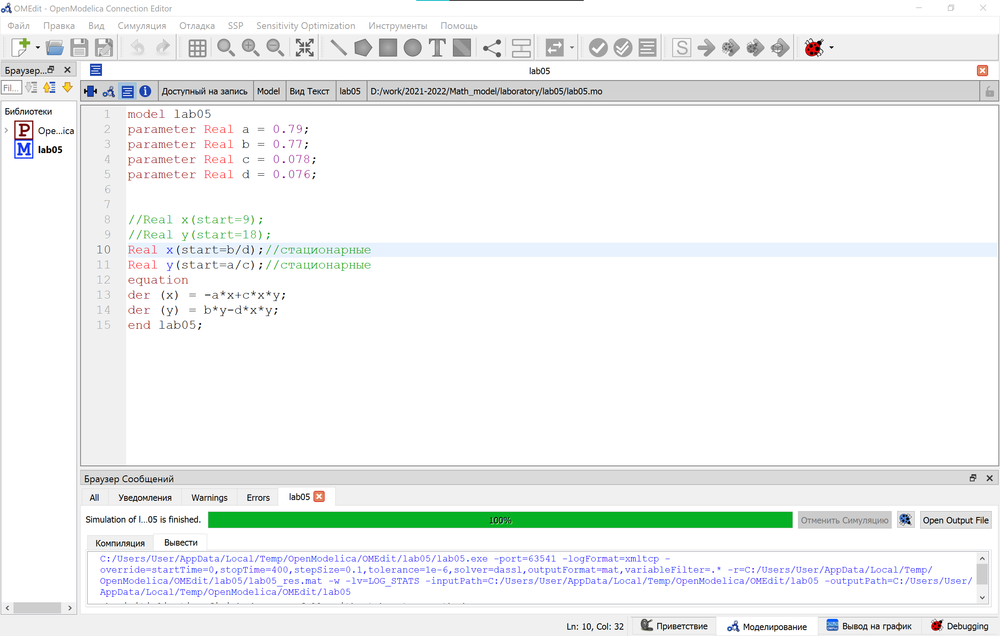 OMEdit - OpenModelica Connection Editor
Файл Правка Вид Симуляция Отладка SSP Sensitivity Optimization Инструменты Помощь
T S
Браузер... lab05
Fil... Доступный на запись Model Вид Текст lab05 D:/work/2021-2022/Math_model/laboratory/lab05/lab05.mo
Библиотеки
P Ope...ica
M lab05
1 model lab05
2 parameter Real a = 0.79;
3 parameter Real b = 0.77;
4 parameter Real c = 0.078;
5 parameter Real d = 0.076;
6
7
8 //Real x(start=9);
9 //Real y(start=18);
10 Real x(start=b/d);//стационарные
11 Real y(start=a/c);//стационарные
12 equation
13 der (x) = -a*x+c*x*y;
14 der (y) = b*y-d*x*y;
15 end lab05;
Браузер Сообщений
All Уведомления Warnings Errors lab05
Simulation of l...05 is finished. 100% Отменить Симуляцию Open Output File
Компиляция Вывести
C:/Users/User/AppData/Local/Temp/OpenModelica/OMEdit/lab05/lab05.exe -port=63541 -logFormat=xmltcp -
override=startTime=0,stopTime=400,stepSize=0.1,tolerance=1e-6,solver=dassl,outputFormat=mat,variableFilter=.* -r=C:/Users/User/AppData/Local/Temp/
OpenModelica/OMEdit/lab05/lab05_res.mat -w -lv=LOG_STATS -inputPath=C:/Users/User/AppData/Local/Temp/OpenModelica/OMEdit/lab05 -outputPath=C:/Users/User/
AppData/Local/Temp/OpenModelica/OMEdit/lab05
Ln: 10, Col: 32 Приветствие Моделирование OMPlot Вывод на график Debugging